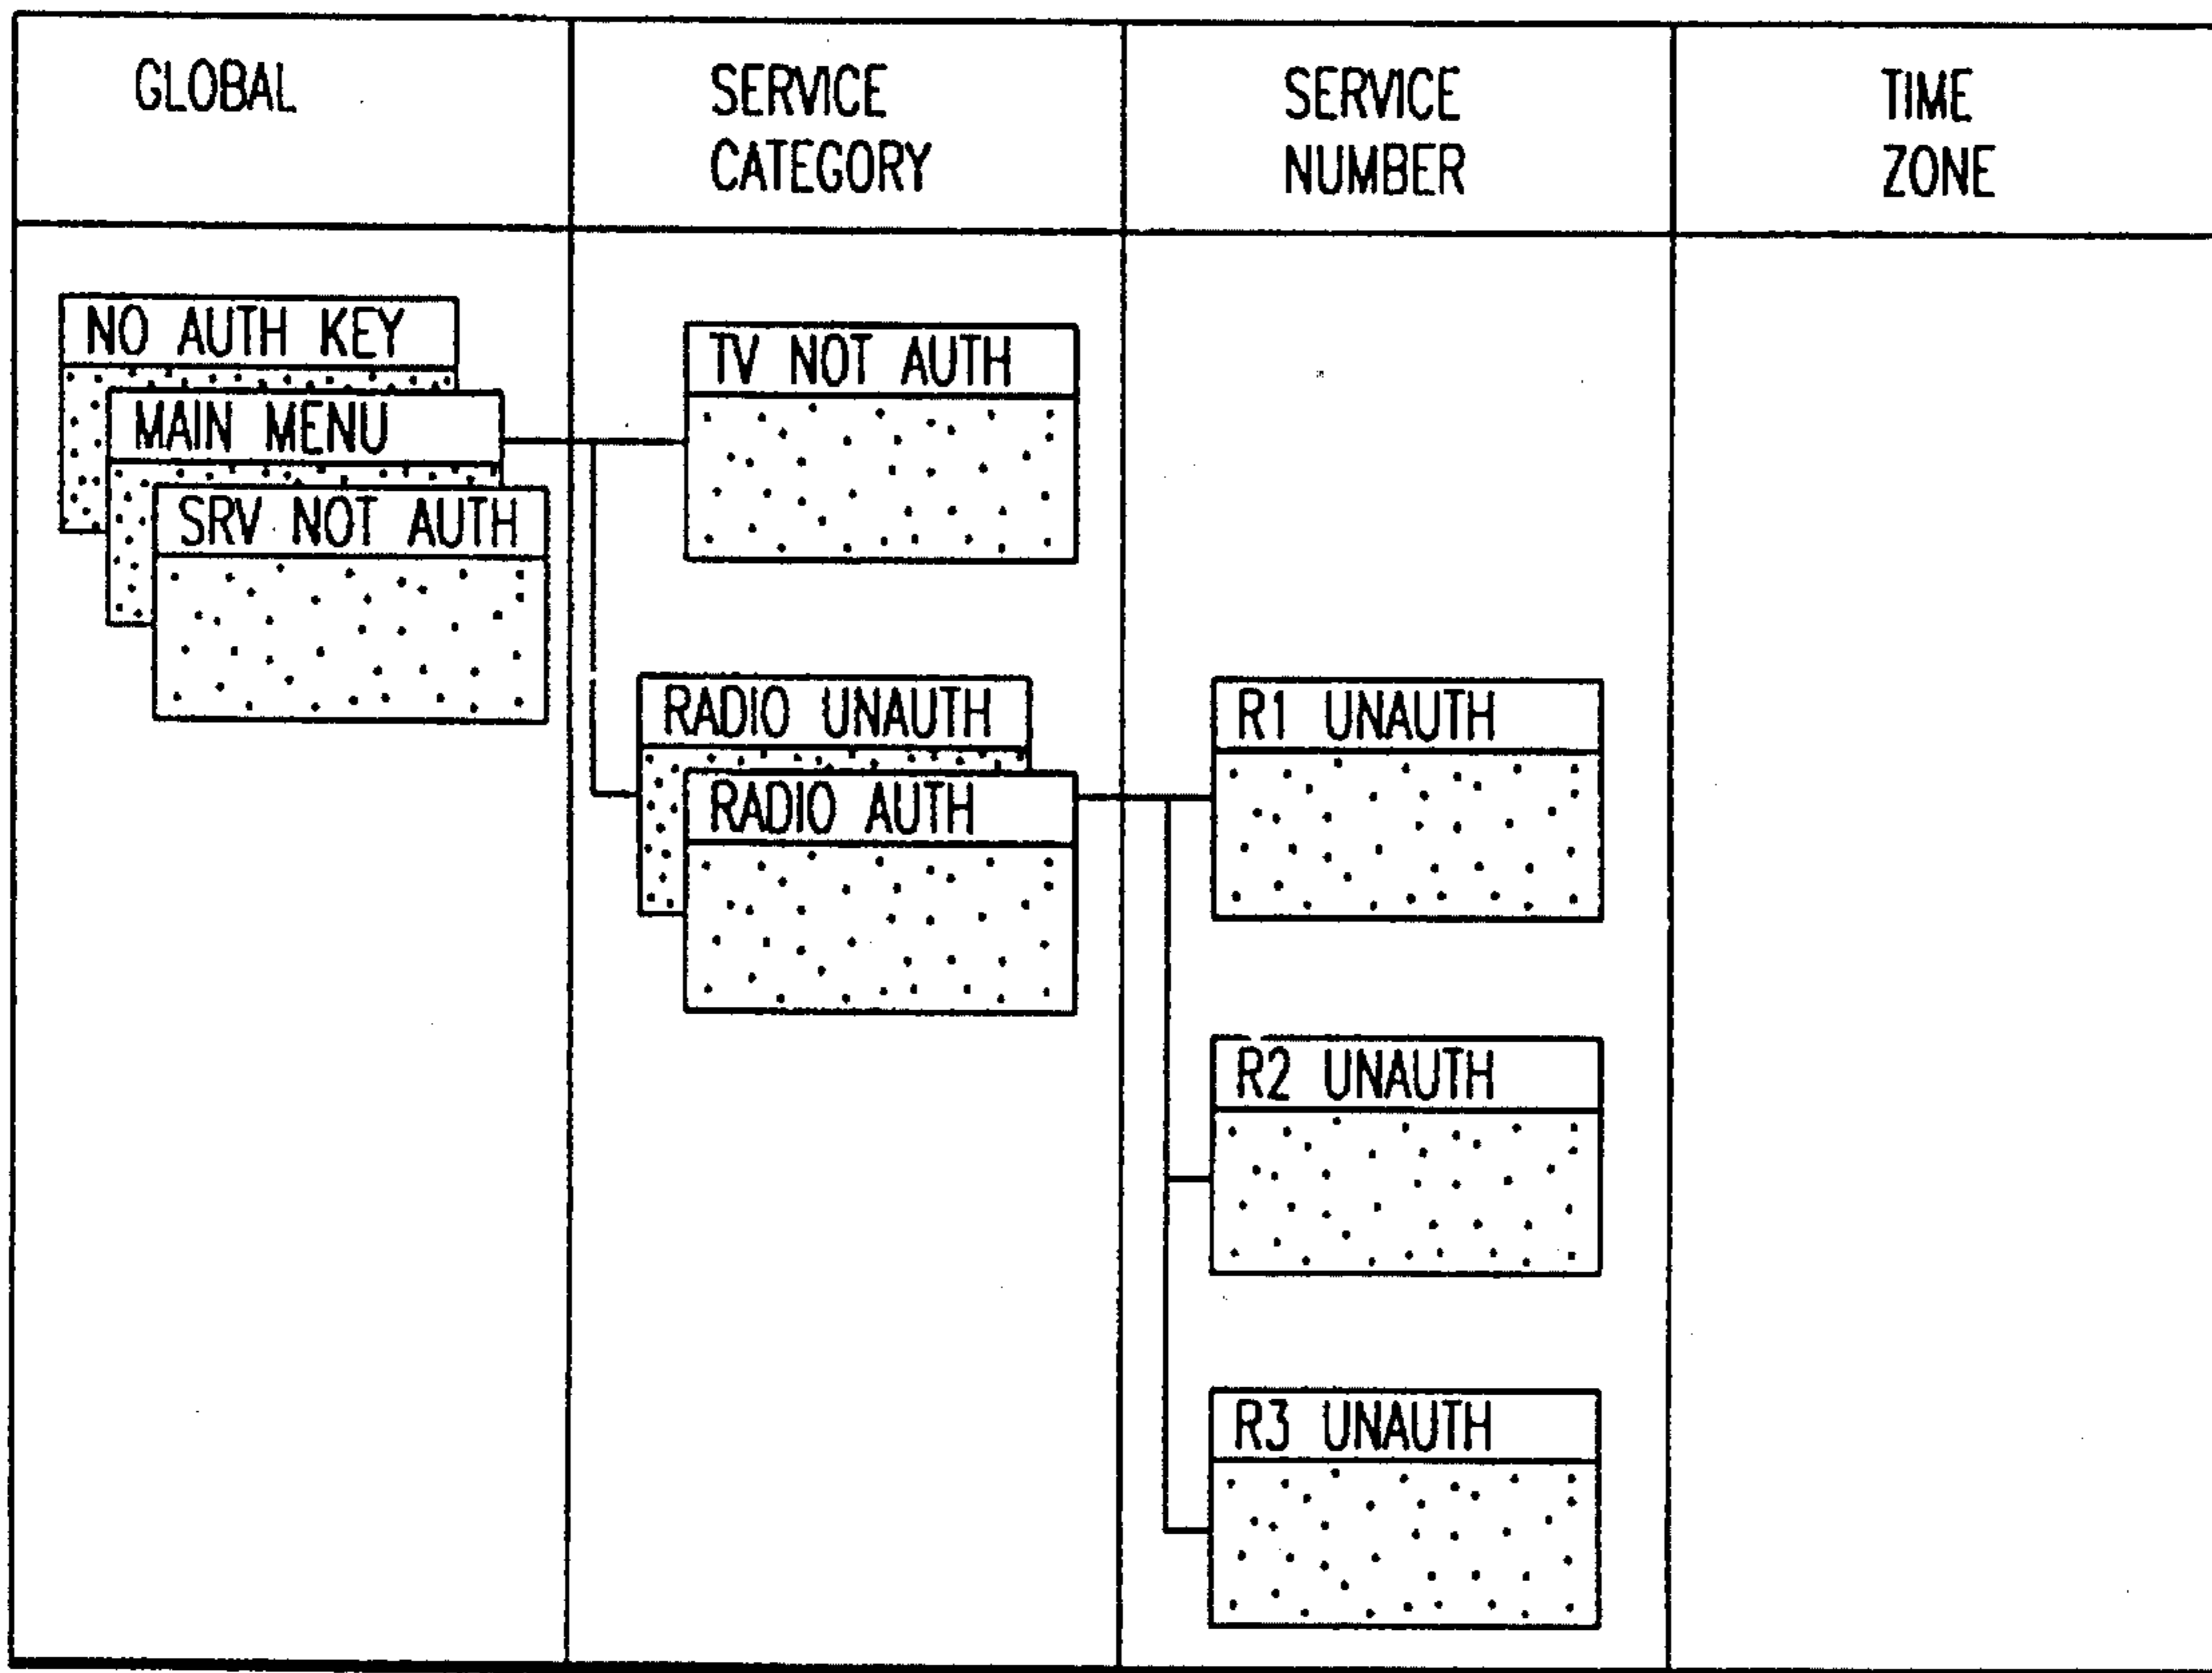 GLOBAL
SERVICE
CATEGORY
SERVICE
NUMBER
TIME
ZONE
NO AUTH KEY
MAIN MENU
SRV NOT AUTH
TV NOT AUTH
RADIO UNAUTH
RADIO AUTH
R1 UNAUTH
R2 UNAUTH
R3 UNAUTH